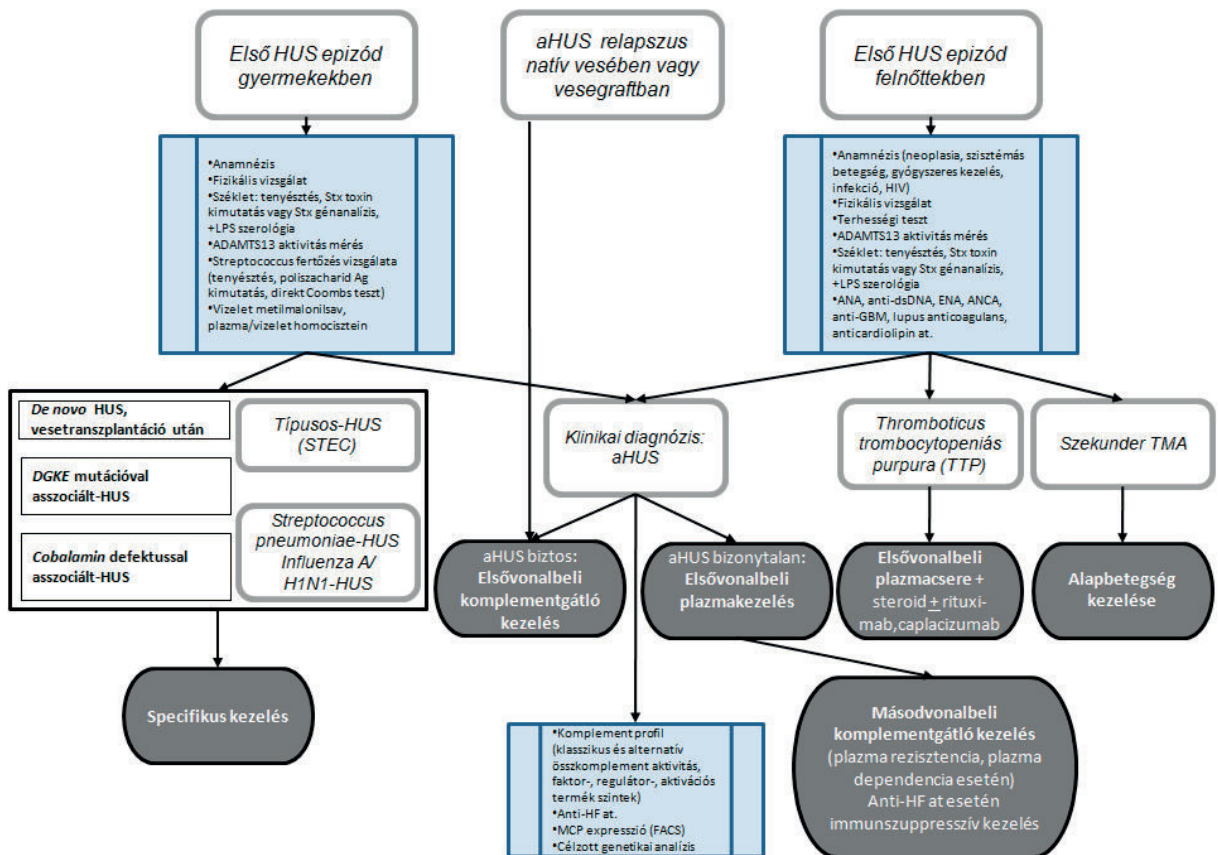 Első HUS epizód
gyermekekben
aHUS relapszus
natív vesében vagy
vesegraftban
Első HUS epizód
felnőttekben
•Anamnézis
•Fizikális vizsgálat
•Széklet: tenyésztés, Stx toxin
kimutatás vagy Stx génanalízis,
+LPS szerológia
•ADAMTS13 aktivitás mérés
•Streptococcus fertőzés vizsgálata
(tenyésztés, poliszacharid Ag
kimutatás, direkt Coombs teszt)
•Vizelet metilmalonilsav,
plazma/vizelet homocisztein
•Anamnézis (neoplasia, szisztémás
betegség, gyógyszeres kezelés,
infekció, HIV)
•Fizikális vizsgálat
•Terhességi teszt
•ADAMTS13 aktivitás mérés
•Széklet: tenyésztés, Stx toxin
kimutatás vagy Stx génanalízis,
+LPS szerológia
•ANA, anti-dsDNA, ENA, ANCA,
anti-GBM, lupus anticoagulans,
anticardiolipin at.
De novo HUS,
vesetranszplantáció után
DGKE mutációval
asszociált-HUS
Cobalamin defektussal
asszociált-HUS
Típusos-HUS
(STEC)
Streptococcus
pneumoniae-HUS
Influenza A/
H1N1-HUS
Klinikai diagnózis:
aHUS
Thromboticus
trombocytopeniás
purpura (TTP)
Szekunder TMA
aHUS biztos:
Elsővonalbeli
komplementgátló
kezelés
aHUS bizonytalan:
Elsővonalbeli
plazmakezelés
Elsővonalbeli
plazmacsere +
steroid + rituxi-
mab,caplacizumab
Alapbetegség
kezelése
Specifikus kezelés
•Komplement profil
(klasszikus és alternatív
összkomplement aktivitás,
faktor-, regulátor-, aktivációs
termék szintek)
•Anti-HF at.
•MCP expresszió (FACS)
•Célzott genetikai analízis
Másodvonalbeli
komplementgátló kezelés
(plazma rezisztencia, plazma
dependencia esetén)
Anti-HF at esetén
immunszuppresszív kezelés